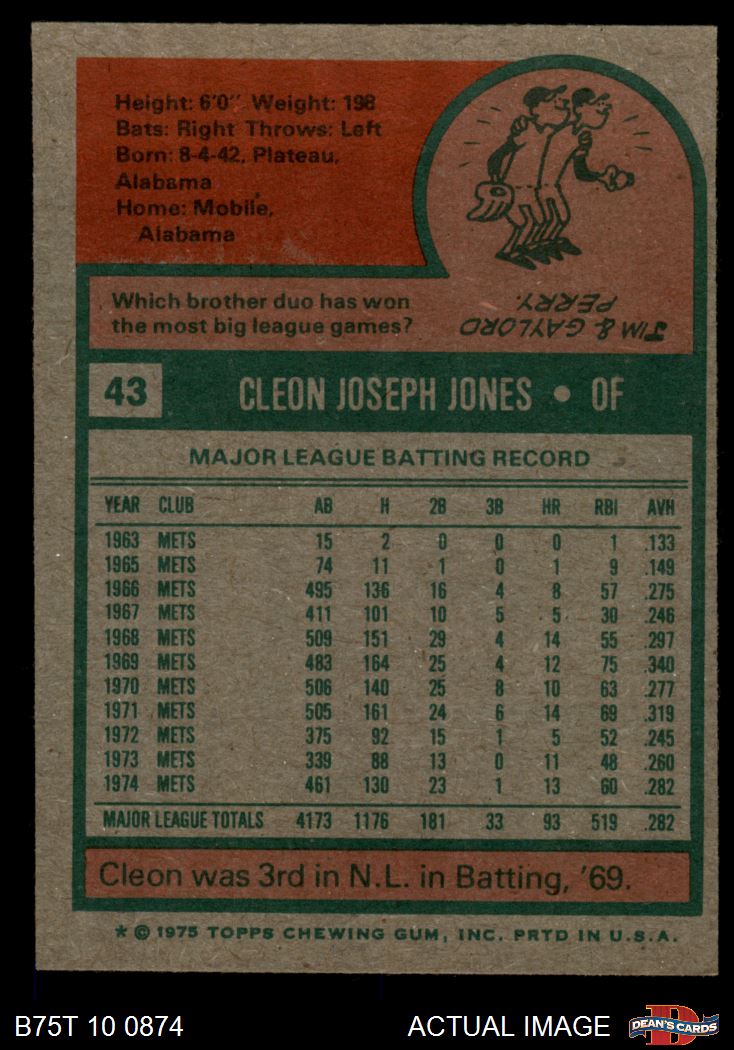 Height: 6'0" Weight: 198
Bats: Right Throws: Left
Born: 8-4-42, Plateau,
Alabama
Home: Mobile,
Alabama
Which brother duo has won
the most big league games?
JIM & GAYLORD
PERRY.
43 CLEON JOSEPH JONES • OF
MAJOR LEAGUE BATTING RECORD
YEAR CLUB AB H 2B 3B HR RBI AVH
1963 METS 15 2 0 0 0 1 .133
1965 METS 74 11 1 0 1 9 .149
1966 METS 495 136 16 4 8 57 .275
1967 METS 411 101 10 5 5 30 .246
1968 METS 509 151 29 4 14 55 .297
1969 METS 483 164 25 4 12 75 .340
1970 METS 506 140 25 8 10 63 .277
1971 METS 505 161 24 6 14 69 .319
1972 METS 375 92 15 1 5 52 .245
1973 METS 339 88 13 0 11 48 .260
1974 METS 461 130 23 1 13 60 .282
MAJOR LEAGUE TOTALS 4173 1176 181 33 93 519 .282
Cleon was 3rd in N.L. in Batting, '69.
* © 1975 TOPPS CHEWING GUM, INC. PRTD IN U.S.A.
B75T 10 0874 ACTUAL IMAGE DEAN'S CARDS